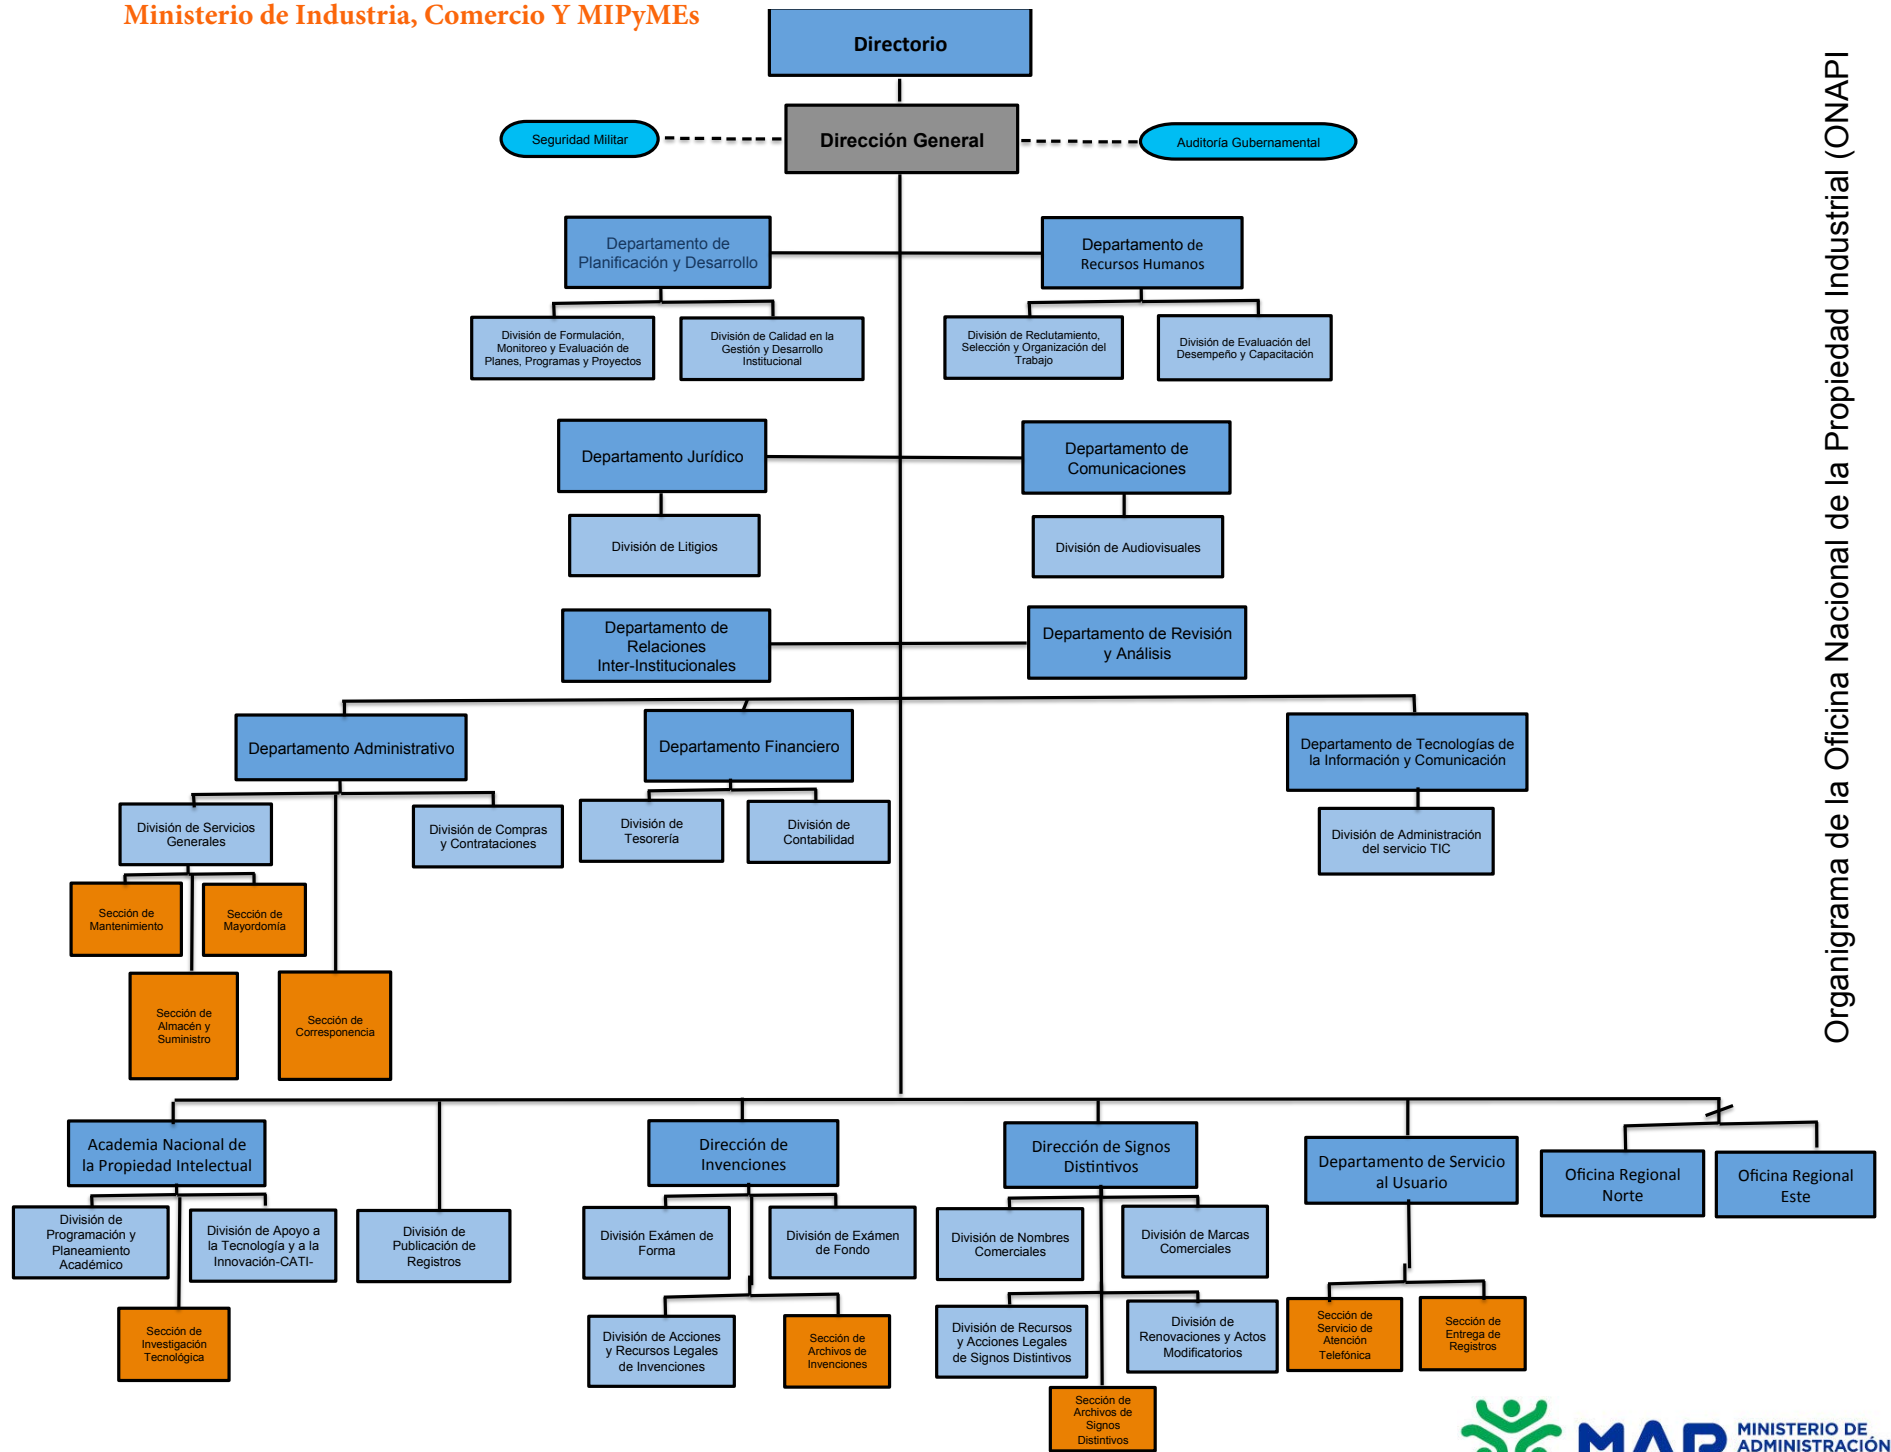 Ministerio de Industria, Comercio Y MIPyMEs
Directorio
Seguridad Militar
Dirección General
Auditoría Gubernamental
Departamento de
Planificación y Desarrollo
Departamento de
Recursos Humanos
División de Formulación,
Monitoreo y Evaluación de
Planes, Programas y Proyectos
División de Calidad en la
Gestión y Desarrollo
Institucional
División de Reclutamiento,
Selección y Organización del
Trabajo
División de Evaluación del
Desempeño y Capacitación
Departamento Jurídico
Departamento de
Comunicaciones
División de Litigios
División de Audiovisuales
Departamento de
Relaciones
Inter-Institucionales
Departamento de Revisión
y Análisis
Departamento Administrativo
Departamento Financiero
Departamento de Tecnologías de
la Información y Comunicación
División de Servicios
Generales
División de Compras
y Contrataciones
División de
Tesorería
División de
Contabilidad
División de Administración
del servicio TIC
Sección de
Mantenimiento
Sección de
Mayordomía
Sección de
Almacén y
Suministro
Sección de
Corresponencia
Academia Nacional de
la Propiedad Intelectual
Dirección de
Invenciones
Dirección de Signos
Distintivos
Departamento de Servicio
al Usuario
Oficina Regional
Norte
Oficina Regional
Este
División de
Programación y
Planeamiento
Académico
División de Apoyo a
la Tecnología y a la
Innovación-CATI-
División de
Publicación de
Registros
División Exámen de
Forma
División de Exámen
de Fondo
División de Nombres
Comerciales
División de Marcas
Comerciales
Sección de
Investigación
Tecnológica
División de Acciones
y Recursos Legales
de Invenciones
Sección de
Archivos de
Invenciones
División de Recursos
y Acciones Legales
de Signos Distintivos
División de
Renovaciones y Actos
Modificatorios
Sección de
Servicio de
Atención
Telefónica
Sección de
Entrega de
Registros
Sección de
Archivos de
Signos
Distintivos
Organigrama de la Oficina Nacional de la Propiedad Industrial (ONAPI
MAP
MINISTERIO DE
ADMINISTRACIÓN